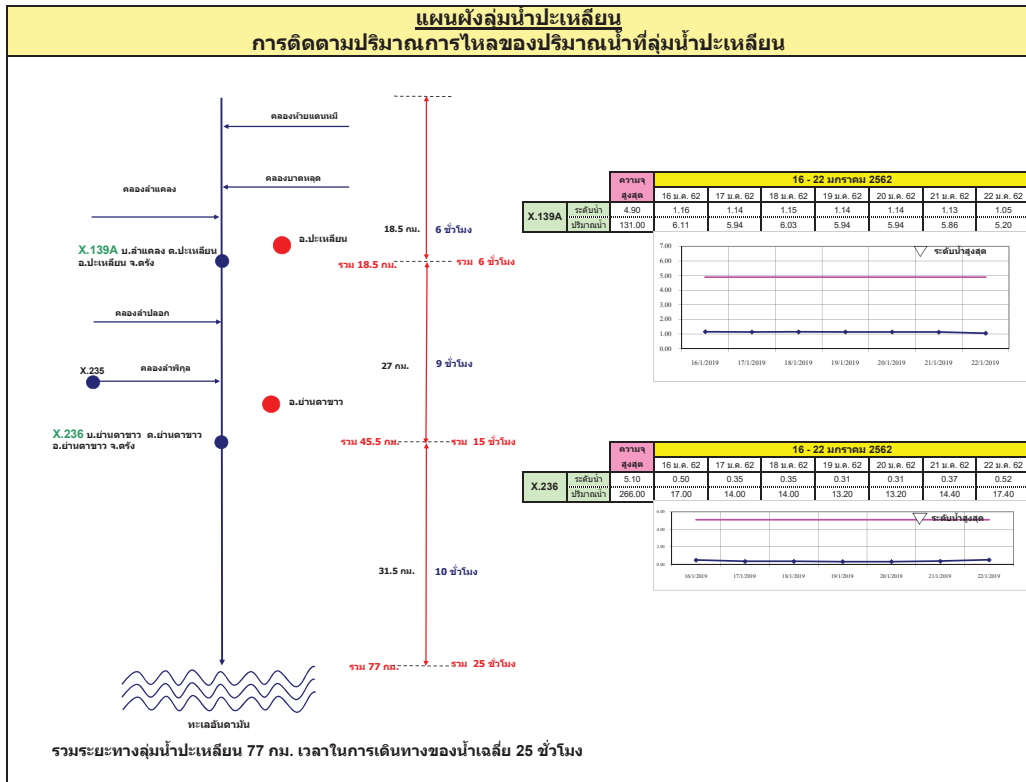 แผนผังลุ่มน้ำปะเหลียน
การติดตามปริมาณการไหลของปริมาณน้ำที่ลุ่มน้ำปะเหลียน
คลองห้วยแดนหมี
คลองบาตหลุด
คลองลำแคลง
X.139A บ.ลำแคลง ต.ปะเหลียน
อ.ปะเหลียน จ.ตรัง
อ.ปะเหลียน
18.5 กม.
6 ชั่วโมง
รวม 18.5 กม.
รวม 6 ชั่วโมง
คลองลำปลอก
X.235
คลองลำพิกุล
27 กม.
9 ชั่วโมง
อ.ย่านตาขาว
X.236 บ.ย่านตาขาว ต.ย่านตาขาว
อ.ย่านตาขาว จ.ตรัง
รวม 45.5 กม.
รวม 15 ชั่วโมง
31.5 กม.
10 ชั่วโมง
รวม 77 กม.
รวม 25 ชั่วโมง
ทะเลอันดามัน
ความจุ 16 - 22 มกราคม 2562
สูงสุด 16 ม.ค. 62 17 ม.ค. 62 18 ม.ค. 62 19 ม.ค. 62 20 ม.ค. 62 21 ม.ค. 62 22 ม.ค. 62
X.139A
ระดับน้ำ 4.90 1.16 1.14 1.15 1.14 1.14 1.13 1.05
ปริมาณน้ำ 131.00 6.11 5.94 6.03 5.94 5.94 5.86 5.20
ระดับน้ำสูงสุด
7.00
6.00
5.00
4.00
3.00
2.00
1.00
0.00
16/1/2019 17/1/2019 18/1/2019 19/1/2019 20/1/2019 21/1/2019 22/1/2019
ความจุ 16 - 22 มกราคม 2562
สูงสุด 16 ม.ค. 62 17 ม.ค. 62 18 ม.ค. 62 19 ม.ค. 62 20 ม.ค. 62 21 ม.ค. 62 22 ม.ค. 62
X.236
ระดับน้ำ 5.10 0.50 0.35 0.35 0.31 0.31 0.37 0.52
ปริมาณน้ำ 266.00 17.00 14.00 14.00 13.20 13.20 14.40 17.40
ระดับน้ำสูงสุด
6.00
4.00
2.00
0.00
16/1/2019 17/1/2019 18/1/2019 19/1/2019 20/1/2019 21/1/2019 22/1/2019
รวมระยะทางลุ่มน้ำปะเหลียน 77 กม. เวลาในการเดินทางของน้ำเฉลี่ย 25 ชั่วโมง